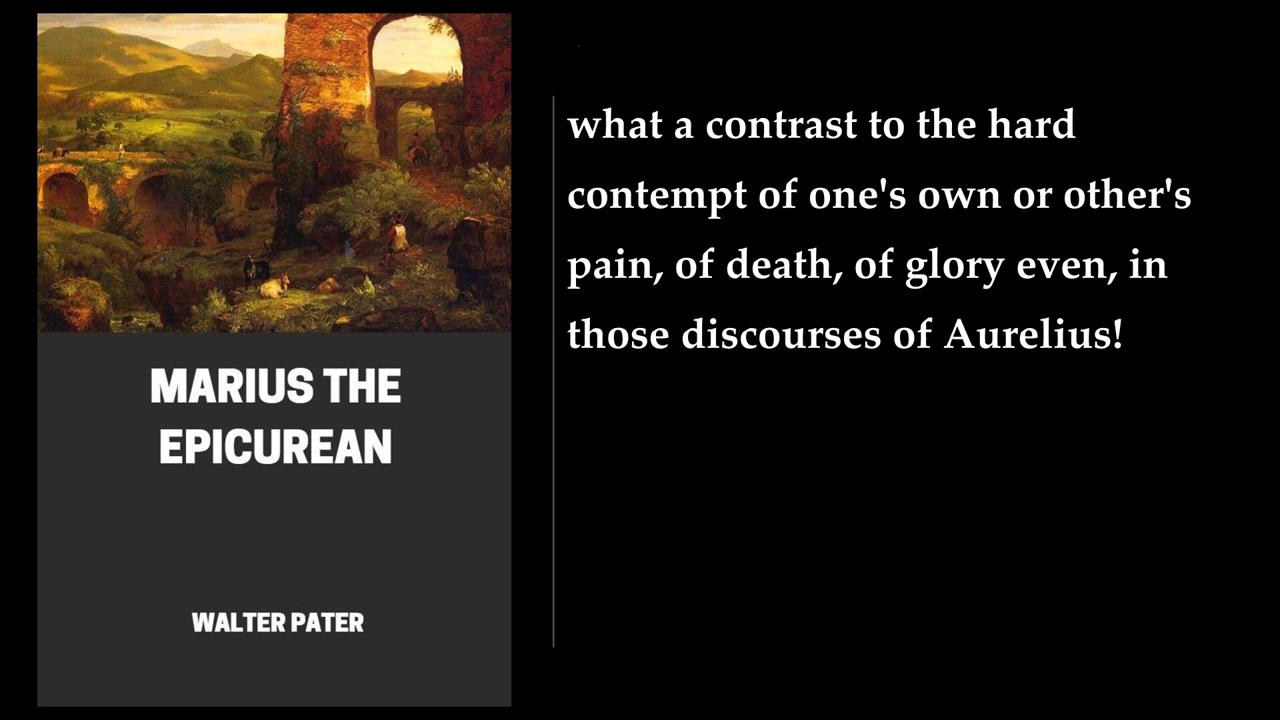 MARIUS THE
EPICUREAN
WALTER PATER
what a contrast to the hard
contempt of one's own or other's
pain, of death, of glory even, in
those discourses of Aurelius!